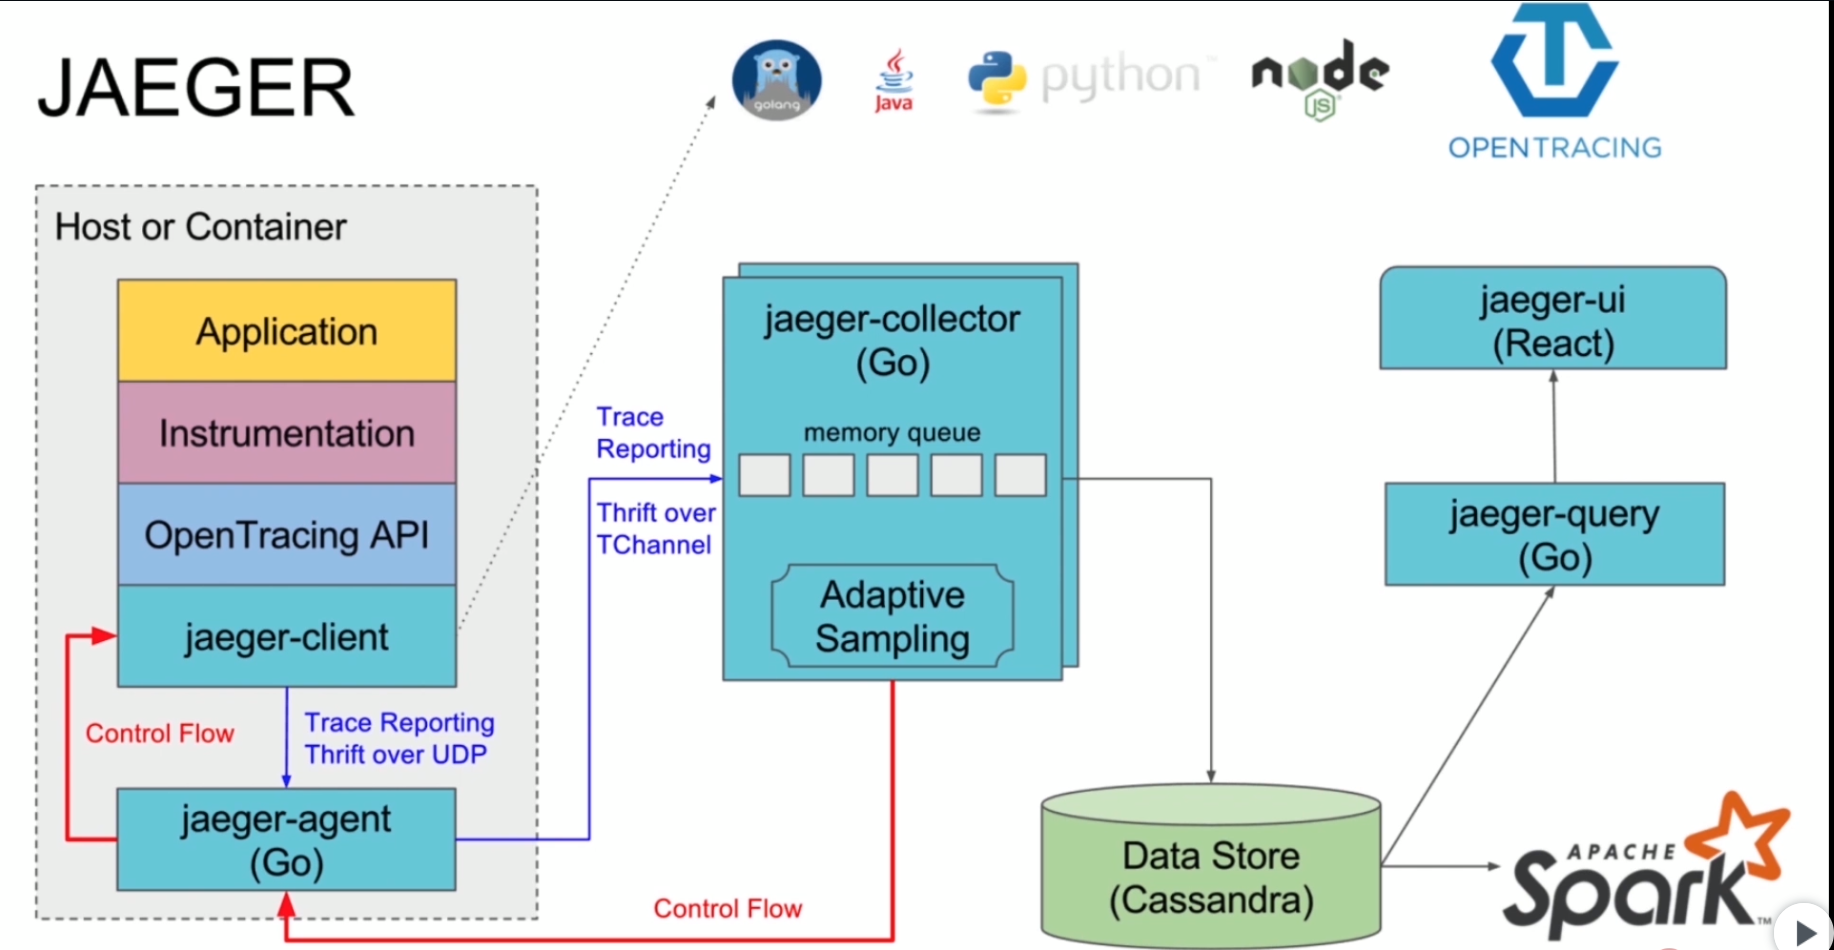 JAEGER
golang
Java
python
node
JS
OPENTRACING
Host or Container
Application
Instrumentation
OpenTracing API
jaeger-client
Control Flow
Trace Reporting
Thrift over UDP
jaeger-agent
(Go)
Trace
Reporting
Thrift over
TChannel
jaeger-collector
(Go)
memory queue
Adaptive
Sampling
Control Flow
Data Store
(Cassandra)
jaeger-ui
(React)
jaeger-query
(Go)
APACHE
Spark™